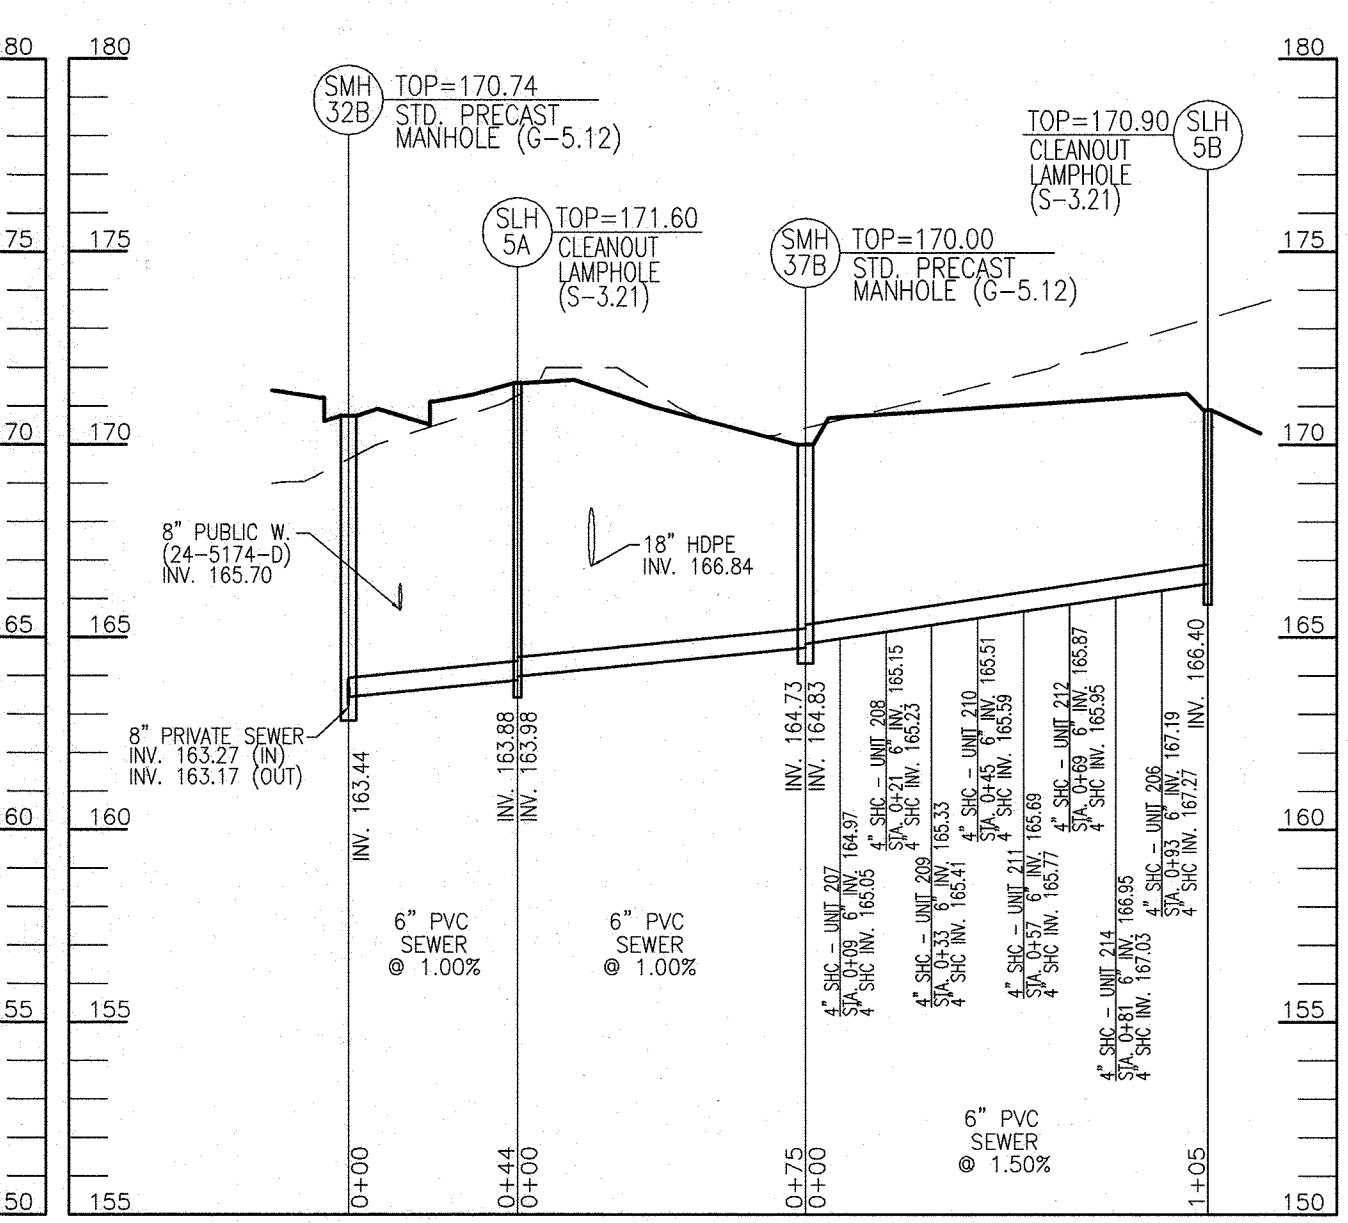 80
180
180
SMH
32B
TOP=170.74
STD. PRECAST
MANHOLE (G-5.12)
TOP=170.90
CLEANOUT
LAMPHOLE
(S-3.21)
SLH
5B
75
175
175
SLH
5A
TOP=171.60
CLEANOUT
LAMPHOLE
(S-3.21)
SMH
37B
TOP=170.00
STD. PRECAST
MANHOLE (G-5.12)
70
170
170
8" PUBLIC W.
(24-5174-D)
INV. 165.70
18" HDPE
INV. 166.84
65
165
165
8" PRIVATE SEWER
INV. 163.27 (IN)
INV. 163.17 (OUT)
INV. 163.44
INV. 163.88
INV. 163.98
INV. 164.73
INV. 164.83
4" SHC - UNIT 207
STA. 0+09 6" INV. 164.97
4" SHC INV. 165.05
4" SHC - UNIT 208
STA. 0+21 6" INV. 165.15
4" SHC INV. 165.23
4" SHC - UNIT 209
STA. 0+33 6" INV. 165.33
4" SHC INV. 165.41
4" SHC - UNIT 210
STA. 0+45 6" INV. 165.51
4" SHC INV. 165.59
4" SHC - UNIT 211
STA. 0+57 6" INV. 165.69
4" SHC INV. 165.77
4" SHC - UNIT 212
STA. 0+69 6" INV. 165.87
4" SHC INV. 165.95
4" SHC - UNIT 214
STA. 0+81 6" INV. 166.95
4" SHC INV. 167.03
4" SHC - UNIT 206
STA. 0+93 6" INV. 167.19
4" SHC INV. 167.27
INV. 166.40
60
160
160
6" PVC
SEWER
@ 1.00%
6" PVC
SEWER
@ 1.00%
55
155
155
6" PVC
SEWER
@ 1.50%
0+00
0+44
0+00
0+75
0+00
1+05
50
155
150